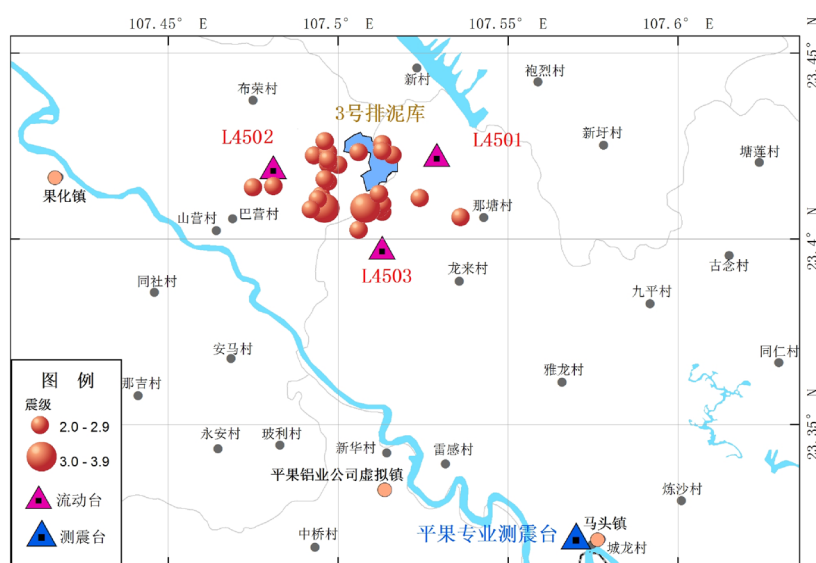 107.45° E
107.5° E
107.55° E
107.6° E
23.45° N
新村
袍烈村
布荣村
3号排泥库
L4502
L4501
新圩村
塘莲村
果化镇
山营村
巴营村
那塘村
23.4° N
L4503
龙来村
古念村
同社村
九平村
安马村
同仁村
那吉村
雅龙村
图 例
震级
2.0 - 2.9
3.0 - 3.9
流动台
测震台
永安村
玻利村
新华村
雷感村
23.35° N
平果铝业公司虚拟镇
炼沙村
中桥村
平果专业测震台
马头镇
城龙村